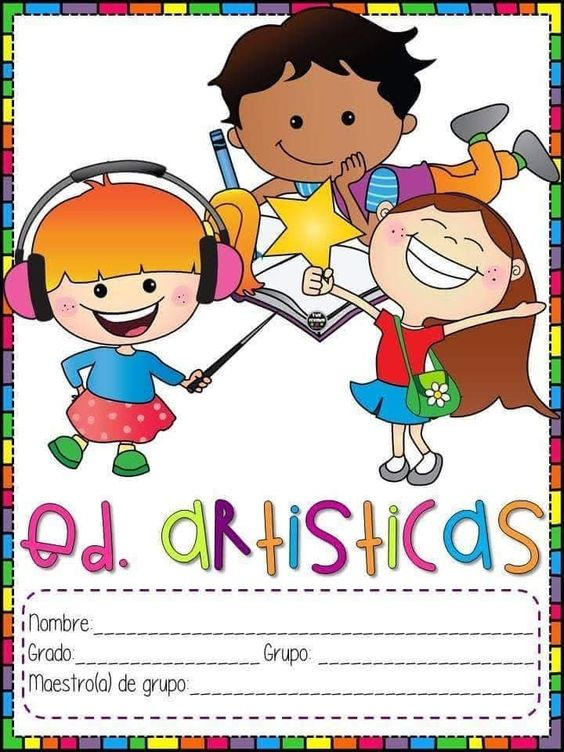 ed. aRtisticas
Nombre:
Grado: Grupo:
Maestro(a) de grupo: